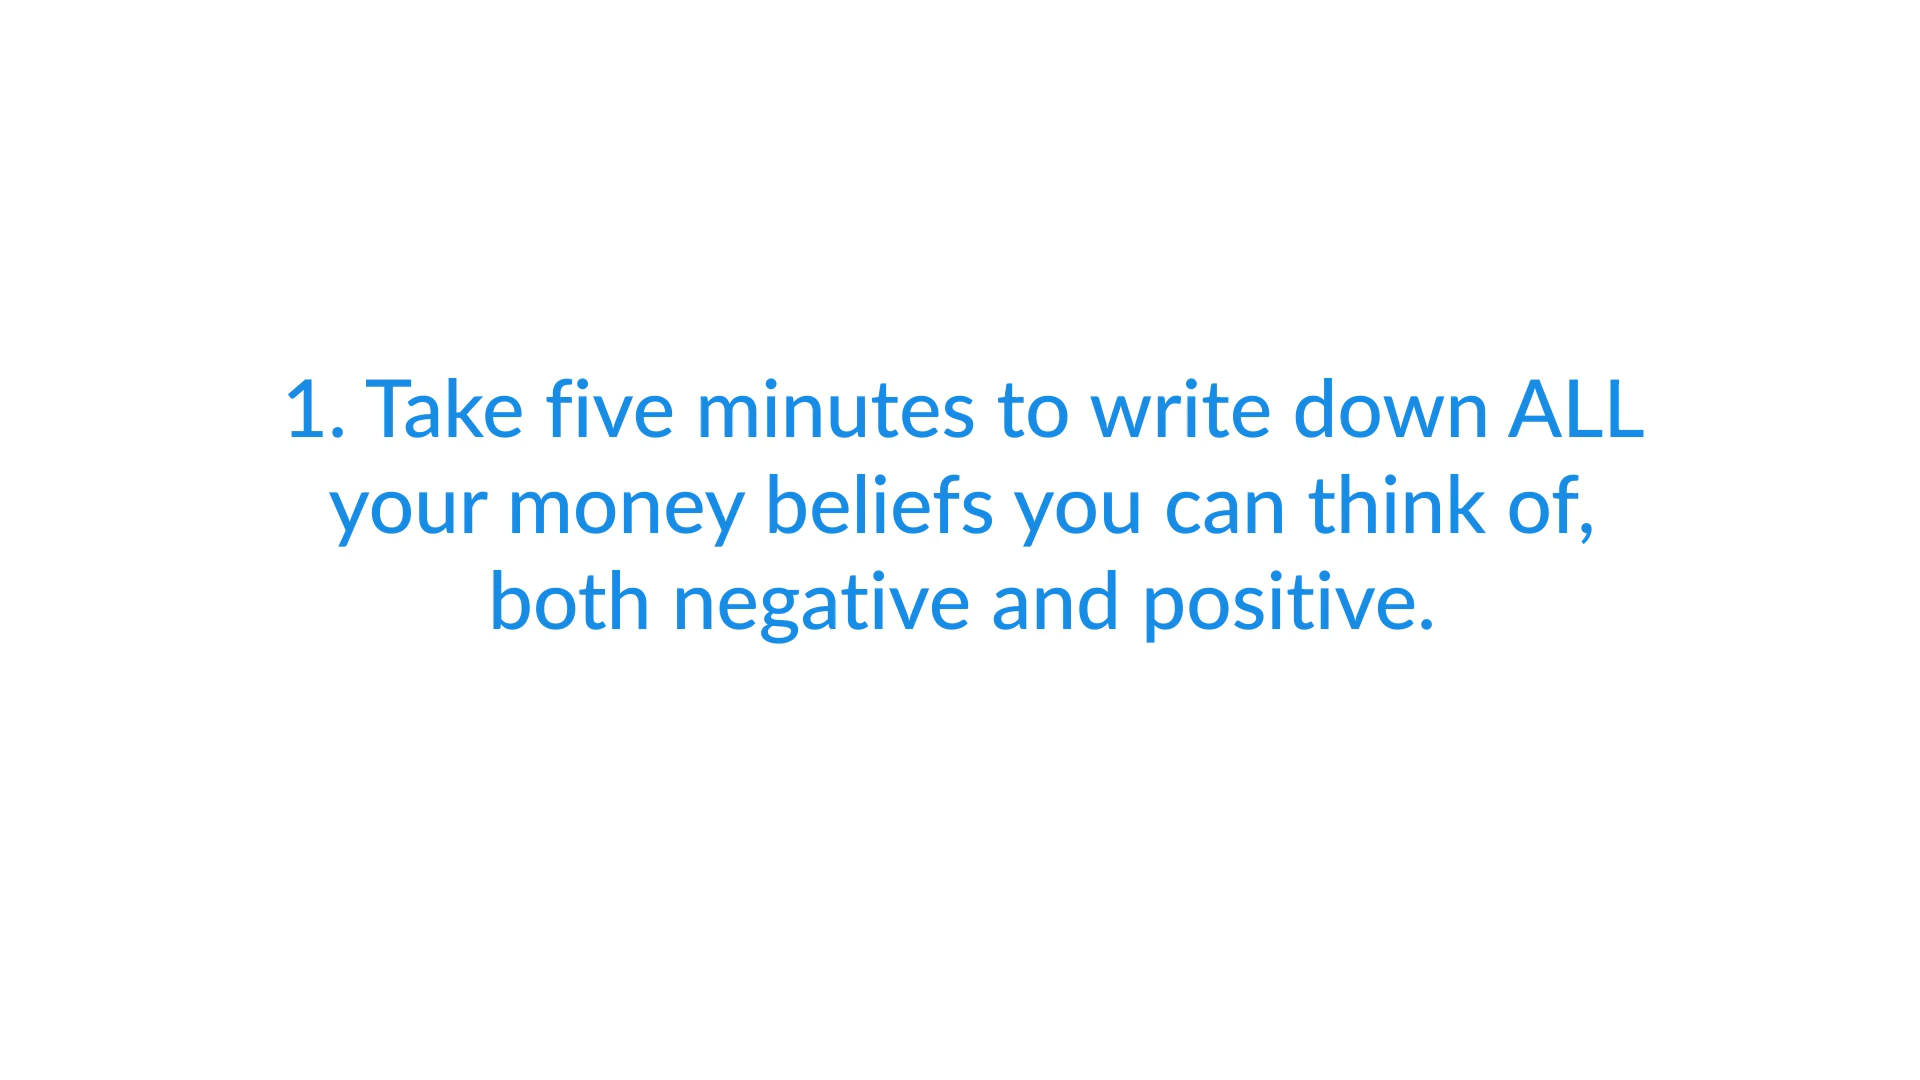 1. Take five minutes to write down ALL
your money beliefs you can think of,
both negative and positive.